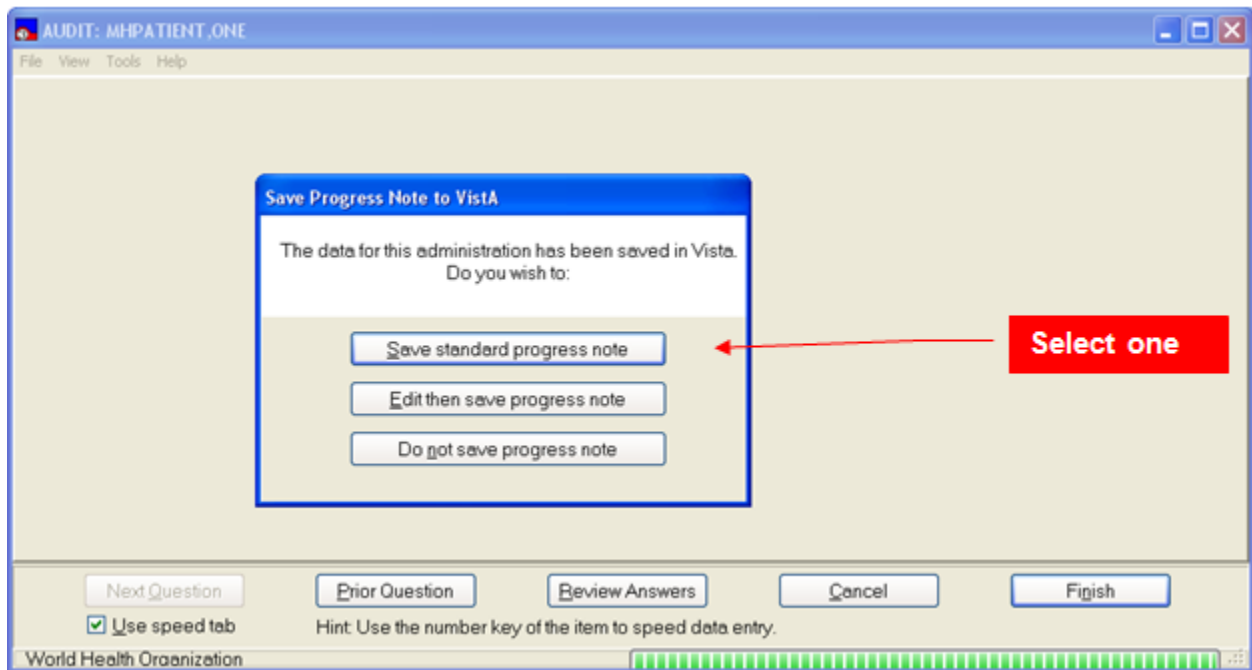 AUDIT: MHPATIENT,ONE
File View Tools Help
Save Progress Note to VistA
The data for this administration has been saved in Vista.
Do you wish to:
Save standard progress note
Select one
Edit then save progress note
Do not save progress note
Next Question Prior Question Review Answers Cancel Finish
Use speed tab Hint: Use the number key of the item to speed data entry.
World Health Organization